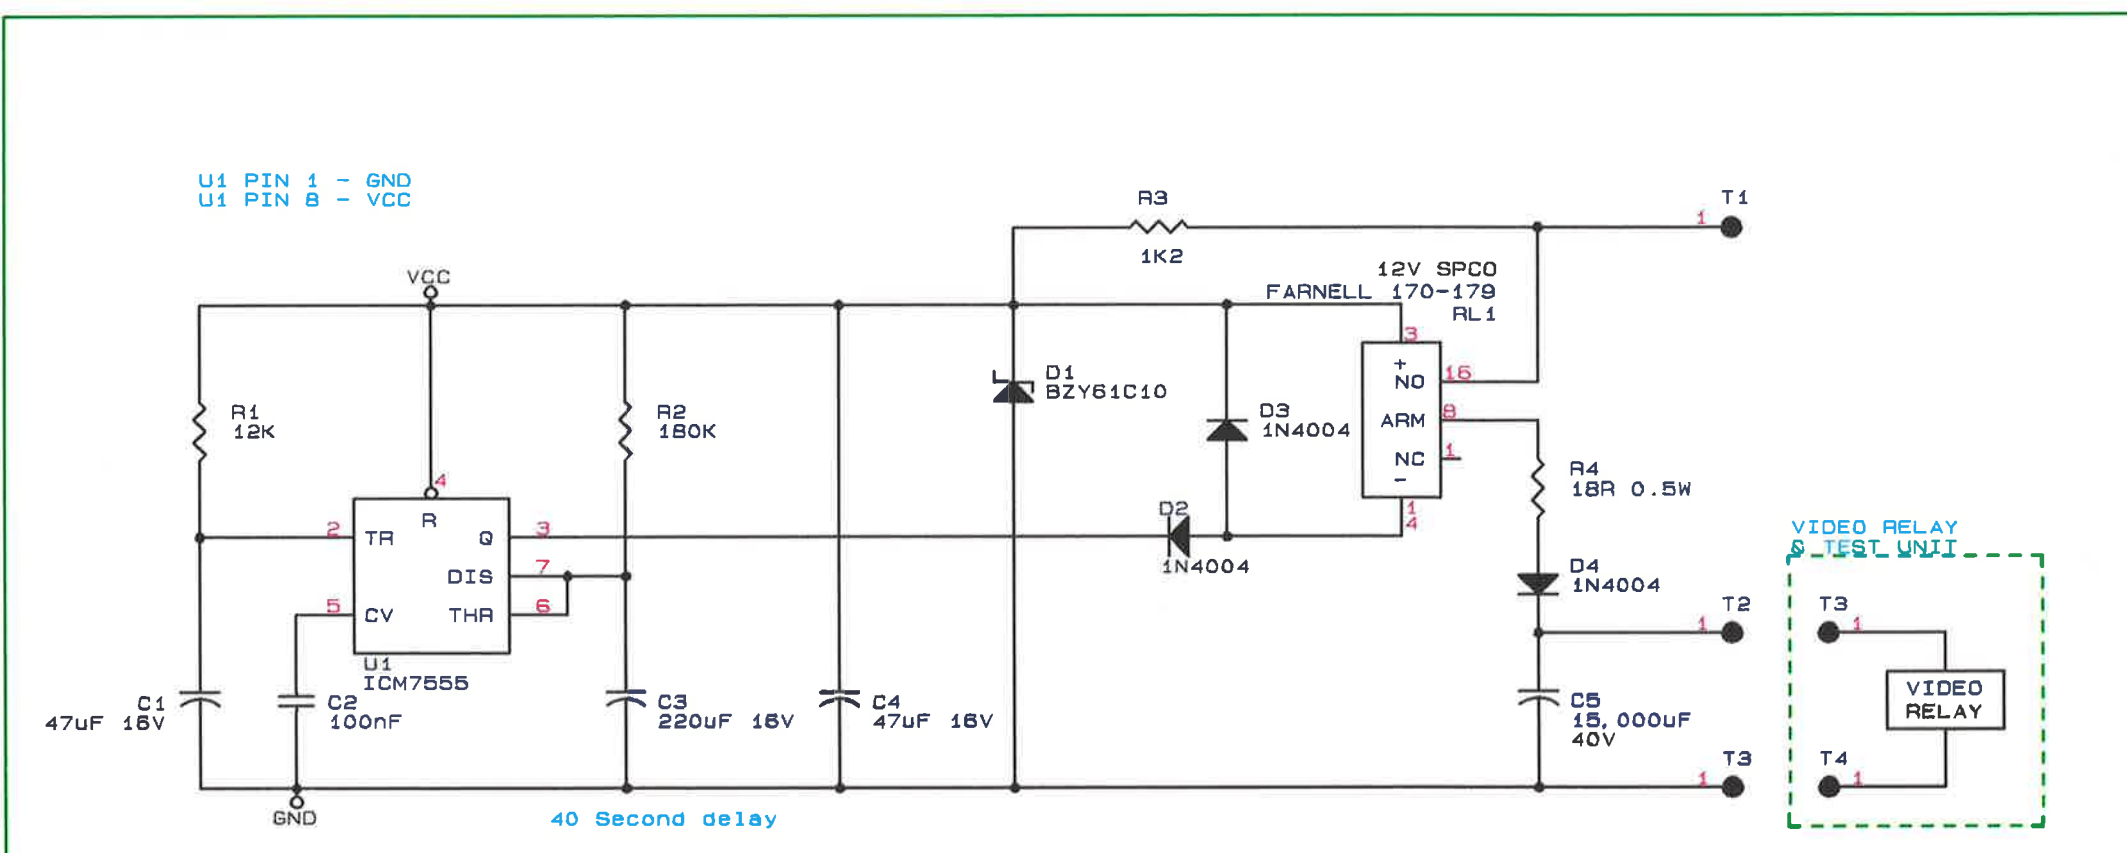 U1 PIN 1 - GND
U1 PIN 8 - VCC
R3
1K2
T1
1
VCC
12V SPCO
FARNELL 170-179
RL1
3
+
NO
16
ARM
8
NC
1
-
1
4
R1
12K
R2
180K
D1
BZY61C10
D3
1N4004
R4
18R 0.5W
4
R
2
TR
Q
3
DIS
7
5
CV
THR
6
U1
ICM7555
D2
1N4004
D4
1N4004
VIDEO RELAY
& TEST UNIT
T2
1
T3
1
C1
47uF 16V
C2
100nF
C3
220uF 16V
C4
47uF 16V
C5
15,000uF
40V
VIDEO
RELAY
T3
1
T4
1
GND
40 Second delay